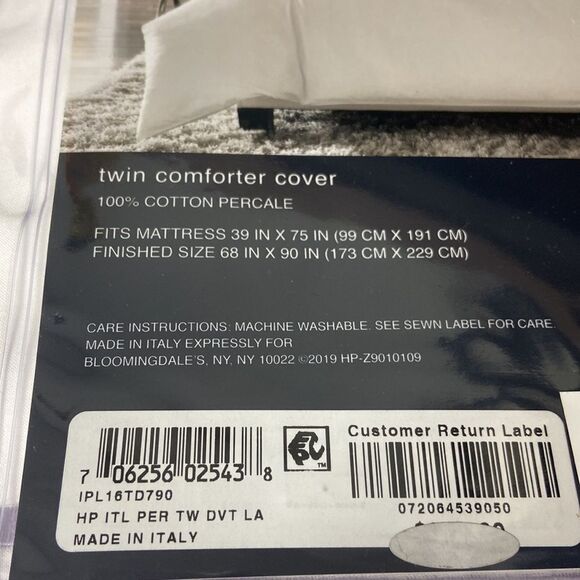 twin comforter cover
100% COTTON PERCALE
FITS MATTRESS 39 IN X 75 IN (99 CM X 191 CM)
FINISHED SIZE 68 IN X 90 IN (173 CM X 229 CM)
CARE INSTRUCTIONS: MACHINE WASHABLE. SEE SEWN LABEL FOR CARE.
MADE IN ITALY EXPRESSLY FOR
BLOOMINGDALE'S, NY, NY 10022 ©2019 HP-Z9010109
7 06256 02543 8
IPL16TD790
HP ITL PER TW DVT LA
MADE IN ITALY
EPC TM
Customer Return Label
072064539050